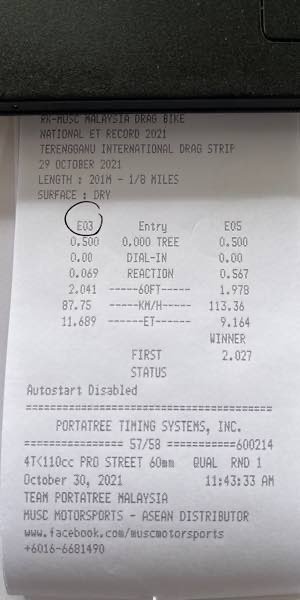 RK-MUSC MALAYSIA DRAG BIKE
NATIONAL ET RECORD 2021
TERENGGANU INTERNATIONAL DRAG STRIP
29 OCTOBER 2021
LENGTH : 201M - 1/8 MILES
SURFACE : DRY
E03 Entry E05
0.500 0.000 TREE 0.500
0.00 DIAL-IN 0.00
0.069 REACTION 0.567
2.041 -----60FT----- 1.978
87.75 -----KM/H----- 113.36
11.689 ------ET------ 9.164
WINNER
FIRST 2.027
STATUS
Autostart Disabled
========================================
PORTATREE TIMING SYSTEMS, INC.
================ 57/58 ===========600214
4T<110cc PRO STREET 60mm QUAL RND 1
October 30, 2021 11:43:33 AM
TEAM PORTATREE MALAYSIA
MUSC MOTORSPORTS - ASEAN DISTRIBUTOR
www.facebook.com/muscmotorsports
+6016-6681490